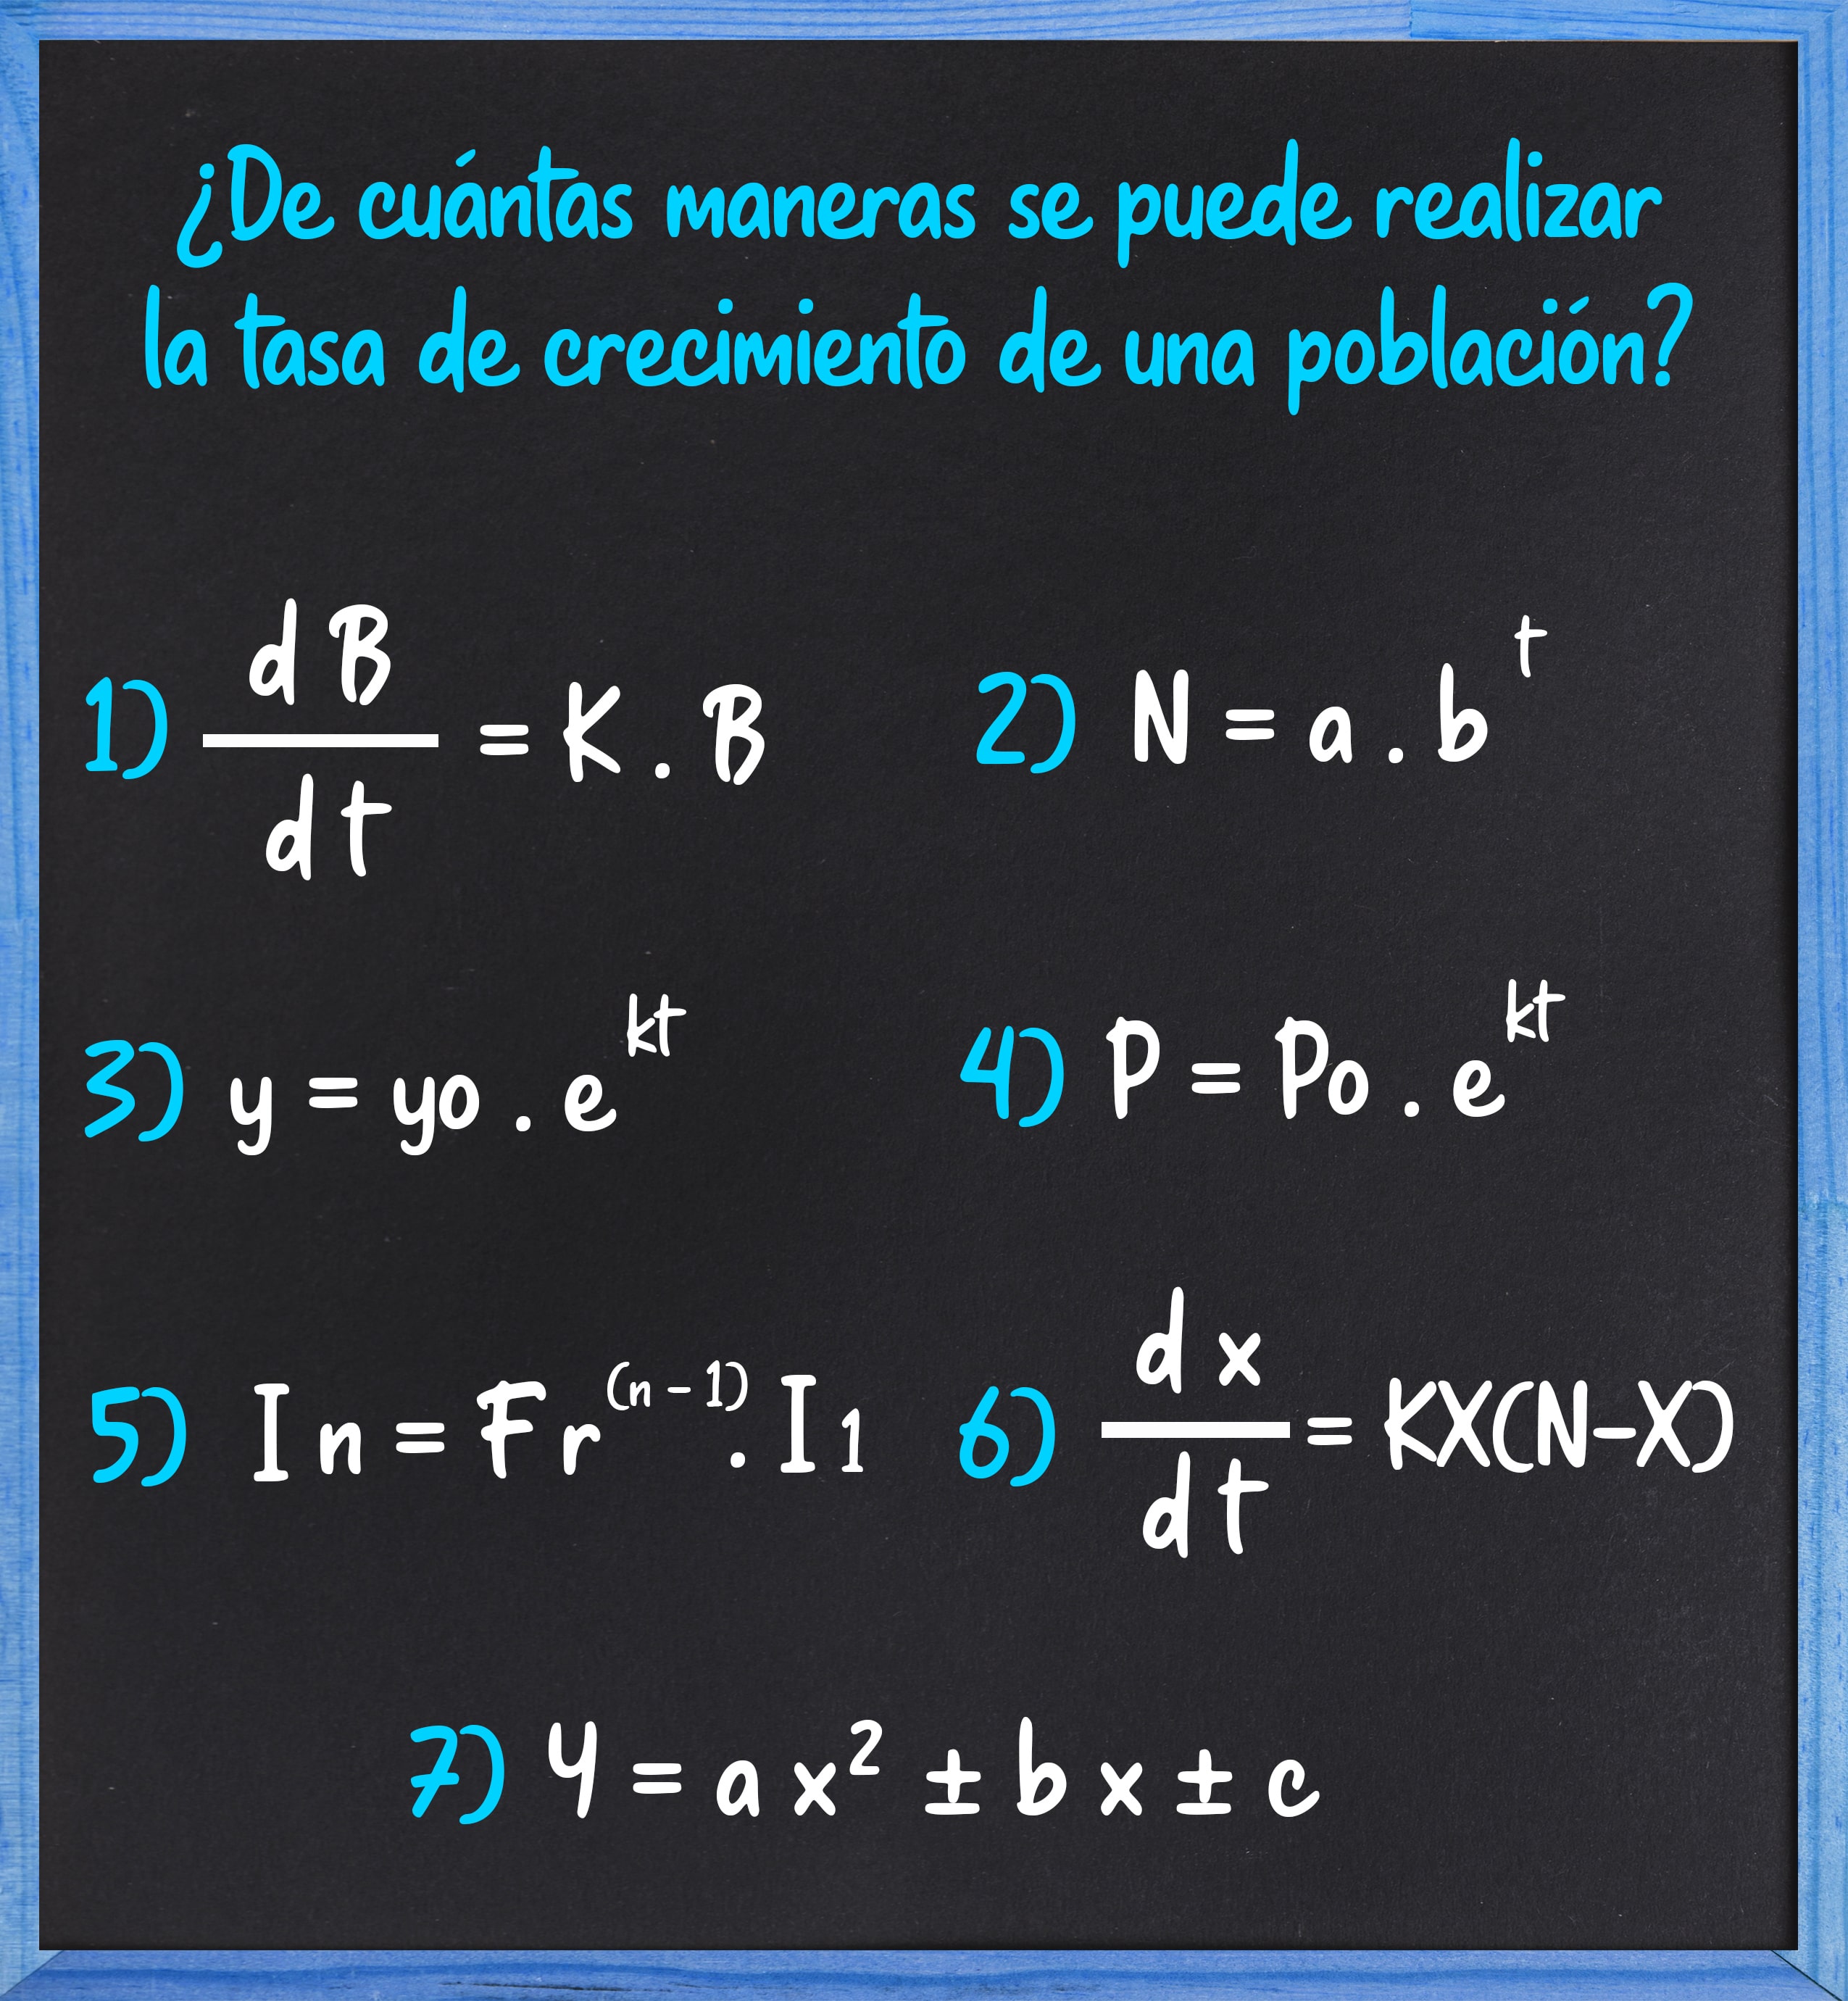 ¿De cuántas maneras se puede realizar
la tasa de crecimiento de una población?
1) dB/dt = K . B
2) N = a . b^t
3) y = yo . e^kt
4) P = Po . e^kt
5) In = Fr^(n-1) . I1
6) dx/dt = KX(N-X)
7) Y = ax² ± bx ± c